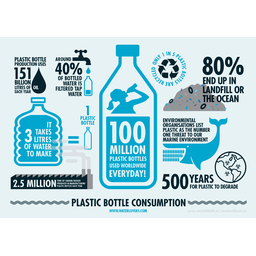 PLASTIC BOTTLE
PRODUCTION USES
151
BILLION
LITRES OF OIL
EACH YEAR
AROUND
40%
OF BOTTLED
WATER IS
FILTERED TAP
WATER
ONLY 1 IN 5 PLASTIC
BOTTLES ARE RECYCLED
80%
END UP IN
LANDFILL OR
THE OCEAN
IT
TAKES
3 LITRES
OF WATER
TO MAKE
1
PLASTIC
BOTTLE
100
MILLION
PLASTIC BOTTLES
USED WORLDWIDE
EVERYDAY!
ENVIRONMENTAL
ORGANISATIONS LIST
PLASTIC AS THE NUMBER
ONE THREAT TO OUR
MARINE ENVIRONMENT
2.5 MILLION
500 YEARS
FOR PLASTIC TO DEGRADE
PLASTIC BOTTLE CONSUMPTION